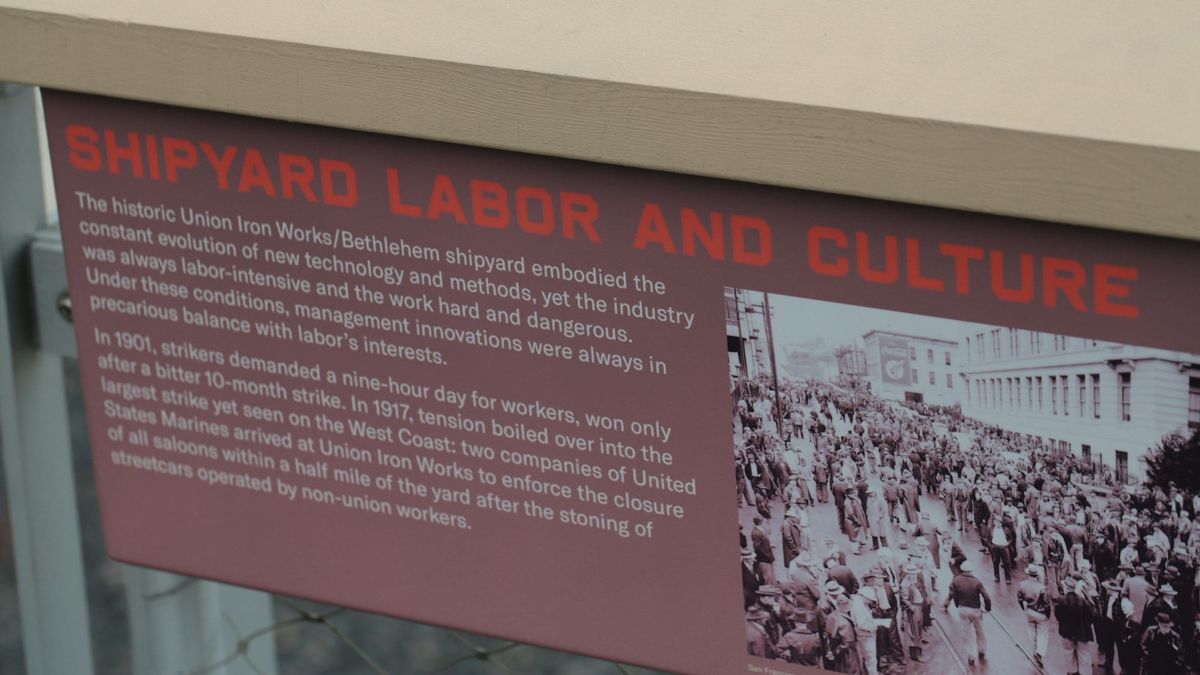 SHIPYARD LABOR AND CULTURE
The historic Union Iron Works/Bethlehem shipyard embodied the
constant evolution of new technology and methods, yet the industry
was always labor-intensive and the work hard and dangerous.
Under these conditions, management innovations were always in
precarious balance with labor's interests.
In 1901, strikers demanded a nine-hour day for workers, won only
after a bitter 10-month strike. In 1917, tension boiled over into the
largest strike yet seen on the West Coast: two companies of United
States Marines arrived at Union Iron Works to enforce the closure
of all saloons within a half mile of the yard after the stoning of
streetcars operated by non-union workers.
San